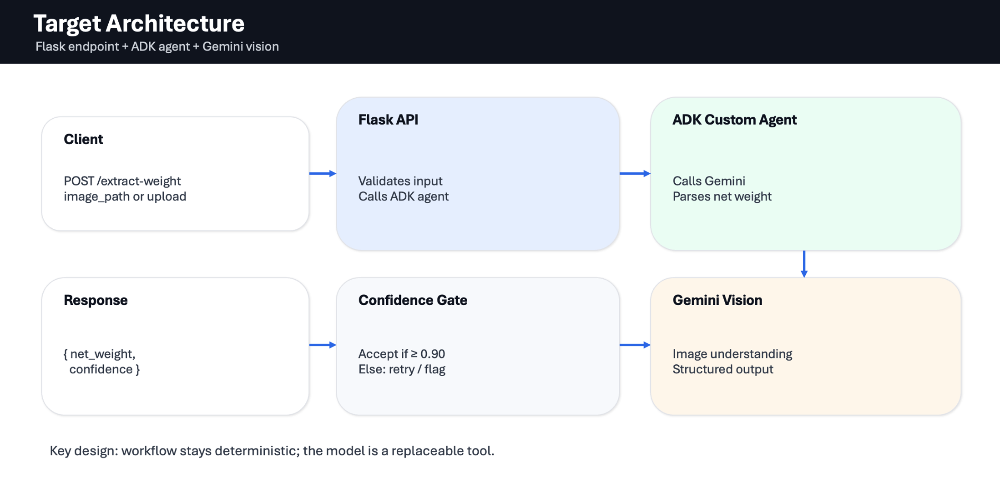 Target Architecture
Flask endpoint + ADK agent + Gemini vision
Client
POST /extract-weight
image_path or upload
Flask API
Validates input
Calls ADK agent
ADK Custom Agent
Calls Gemini
Parses net weight
Response
{ net_weight,
confidence }
Confidence Gate
Accept if ≥ 0.90
Else: retry / flag
Gemini Vision
Image understanding
Structured output
Key design: workflow stays deterministic; the model is a replaceable tool.